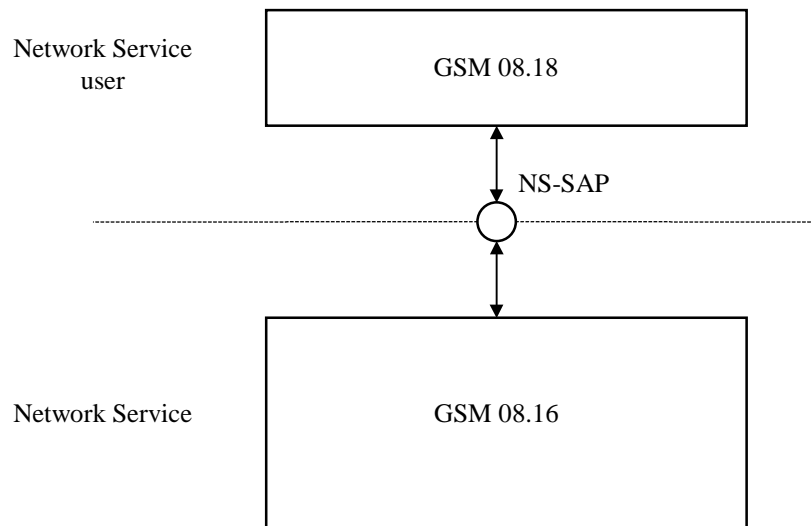 Network Service
user
GSM 08.18
NS-SAP
Network Service
GSM 08.16